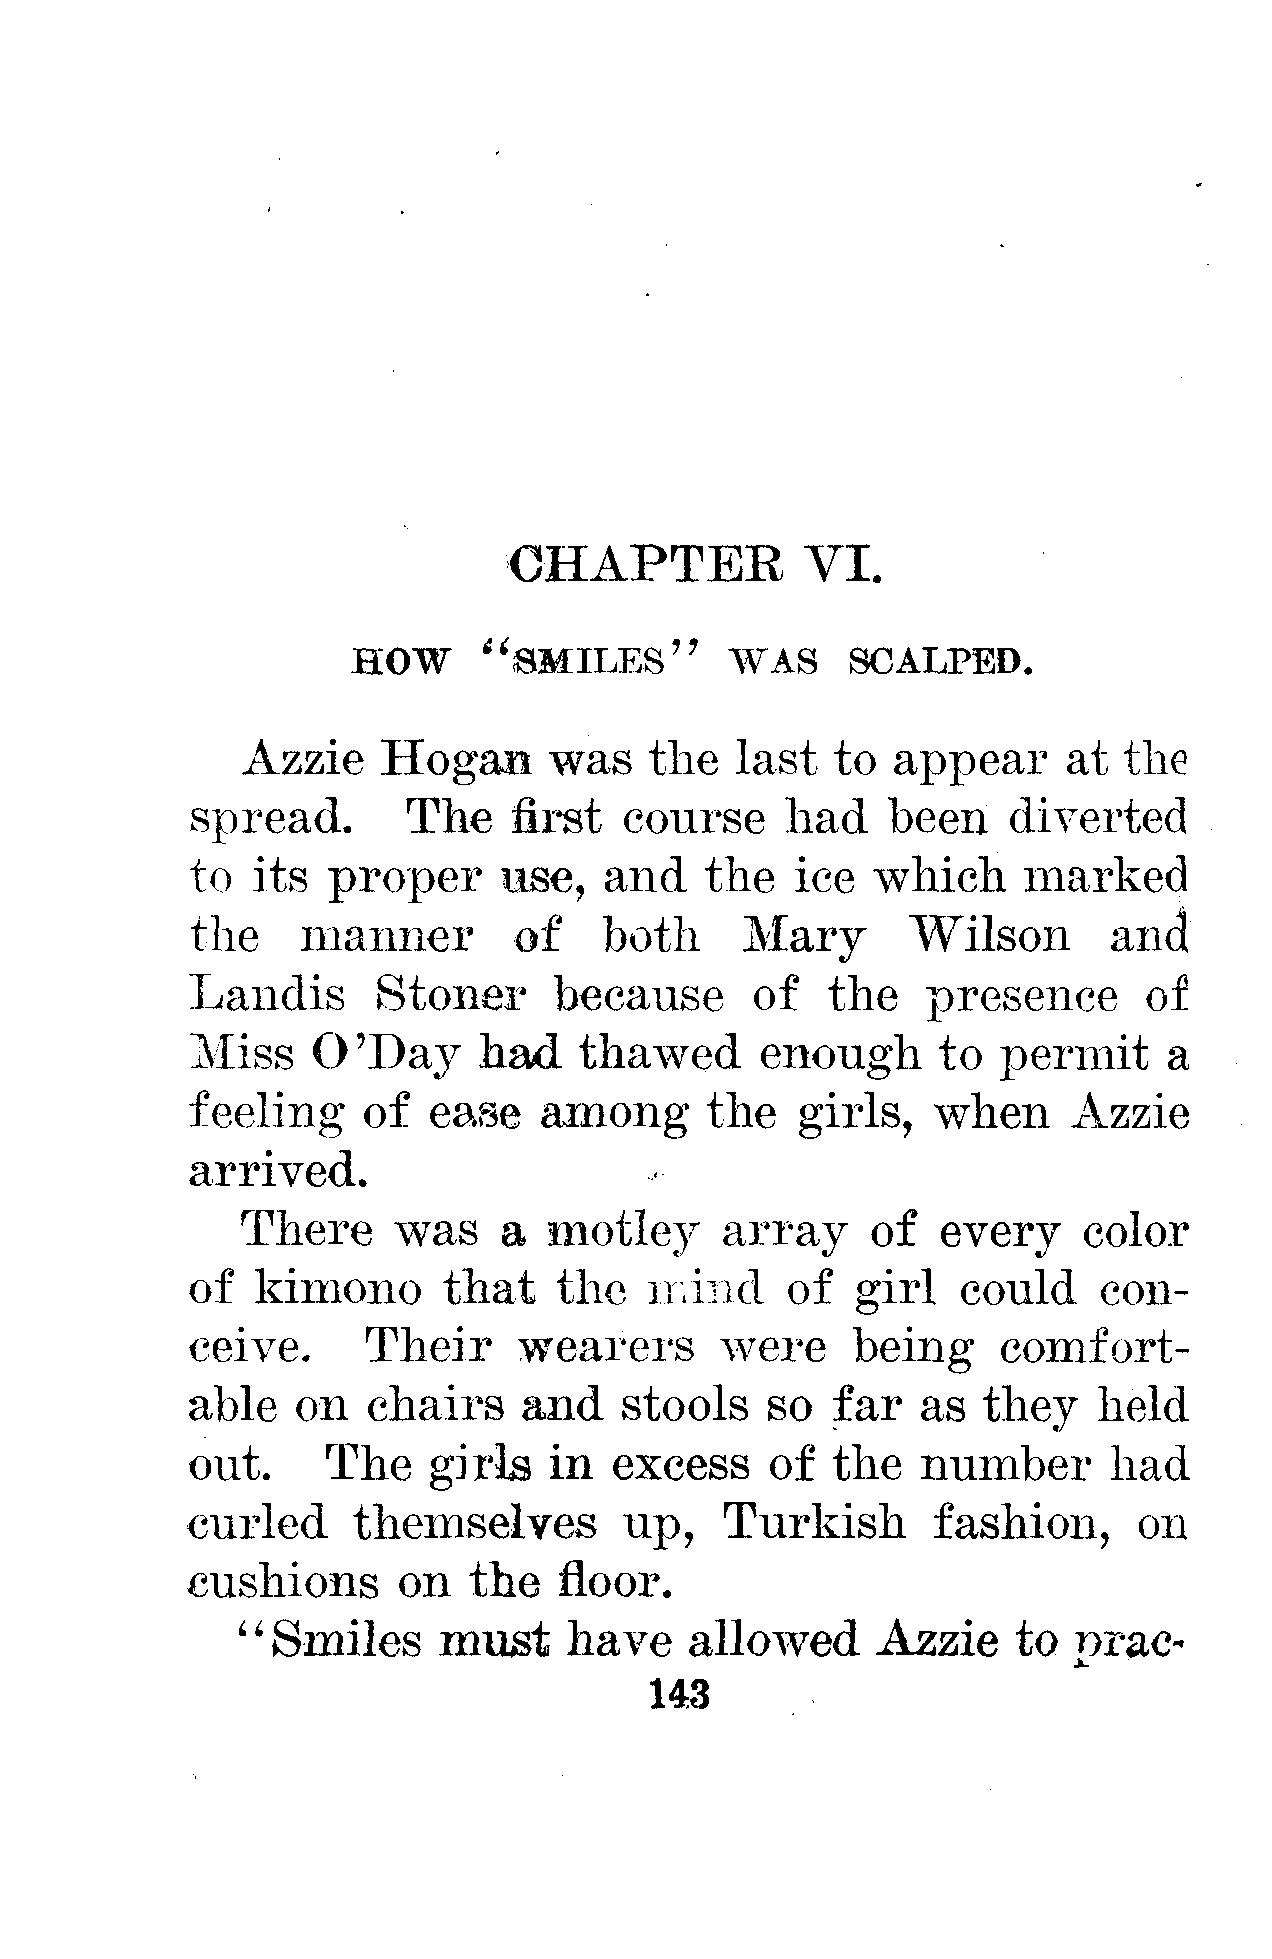 CHAPTER VI.
HOW "SMILES" WAS SCALPED.
Azzie Hogan was the last to appear at the
spread. The first course had been diverted
to its proper use, and the ice which marked
the manner of both Mary Wilson and
Landis Stoner because of the presence of
Miss O'Day had thawed enough to permit a
feeling of ease among the girls, when Azzie
arrived.
There was a motley array of every color
of kimono that the mind of girl could con-
ceive. Their wearers were being comfort-
able on chairs and stools so far as they held
out. The girls in excess of the number had
curled themselves up, Turkish fashion, on
cushions on the floor.
"Smiles must have allowed Azzie to prac-
143